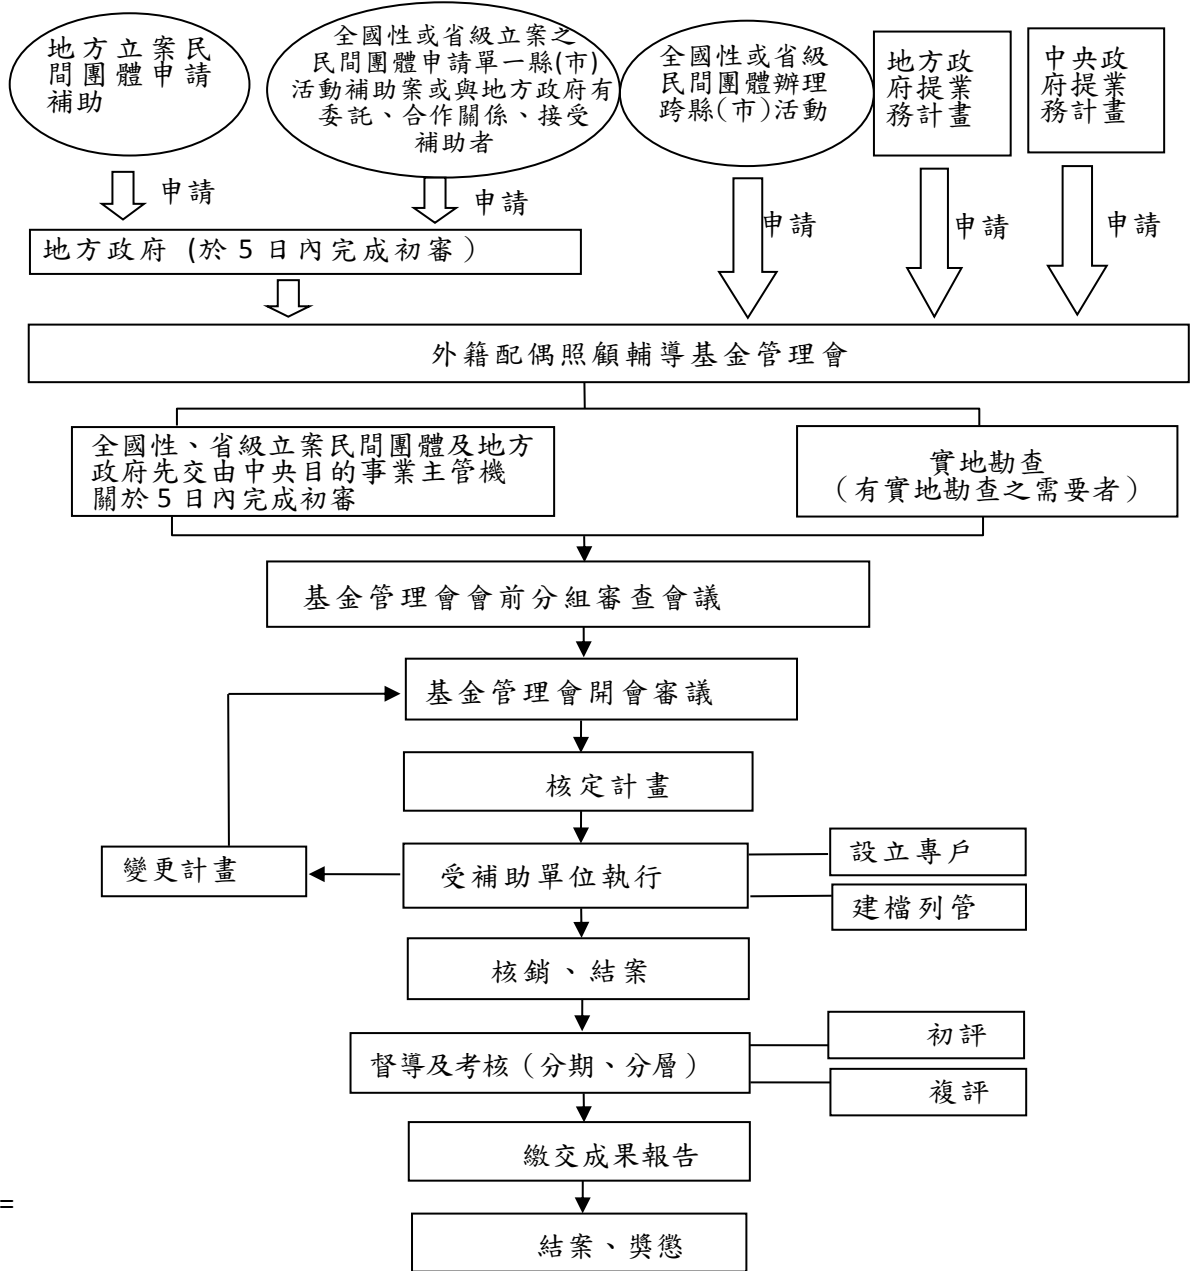 地方立案民
間團體申請
補助
全國性或省級立案之
民間團體申請單一縣(市)
活動補助案或與地方政府有
委託、合作關係、接受
補助者
全國性或省級
民間團體辦理
跨縣(市)活動
地方政
府提業
務計畫
中央政
府提業
務計畫
申請
申請
申請
申請
申請
地方政府 (於 5 日內完成初審）
外籍配偶照顧輔導基金管理會
全國性、省級立案民間團體及地方
政府先交由中央目的事業主管機
關於 5 日內完成初審
實地勘查
（有實地勘查之需要者）
基金管理會會前分組審查會議
基金管理會開會審議
核定計畫
變更計畫
受補助單位執行
設立專戶
建檔列管
核銷、結案
督導及考核（分期、分層）
初評
複評
繳交成果報告
=
結案、獎懲